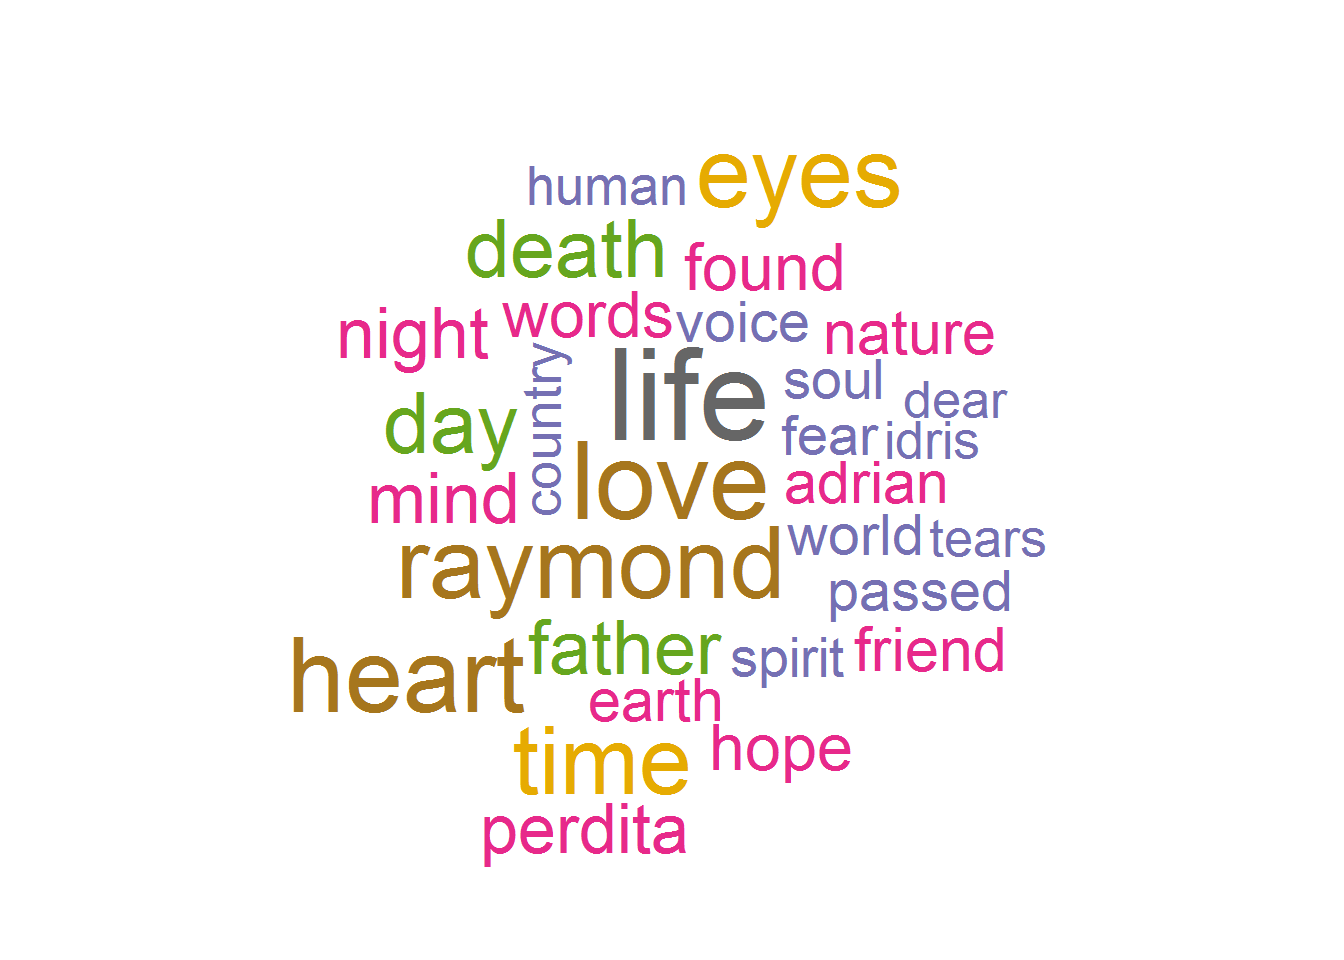 human eyes
death found
night words voice nature
country life soul dear
day fear idris
mind love adrian
raymond world tears
passed
heart father spirit friend
earth
time hope
perdita